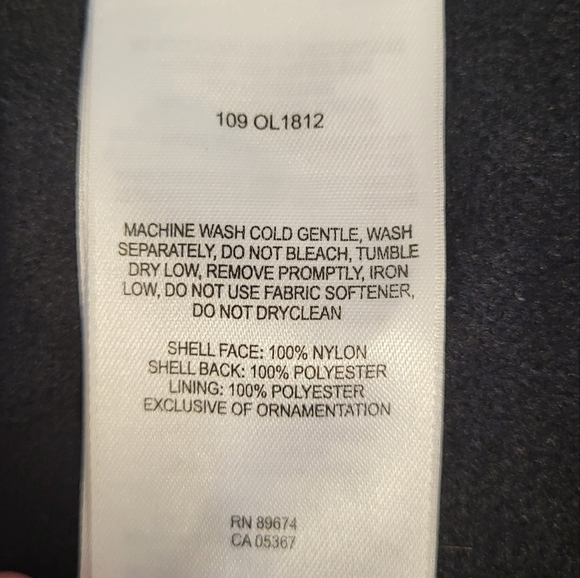 109 OL1812
MACHINE WASH COLD GENTLE, WASH
SEPARATELY, DO NOT BLEACH, TUMBLE
DRY LOW, REMOVE PROMPTLY, IRON
LOW, DO NOT USE FABRIC SOFTENER,
DO NOT DRYCLEAN
SHELL FACE: 100% NYLON
SHELL BACK: 100% POLYESTER
LINING: 100% POLYESTER
EXCLUSIVE OF ORNAMENTATION
RN 89674
CA 05367